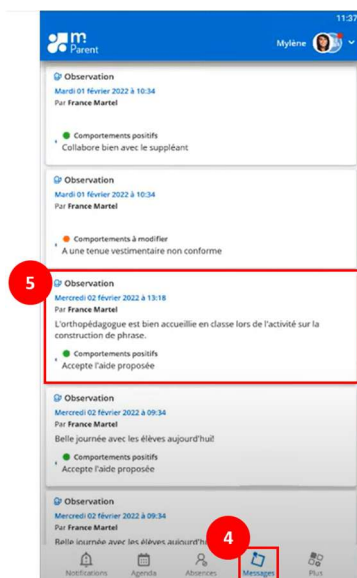 11:37
m
Parent
Mylène
Observation
Mardi 01 février 2022 à 10:34
Par France Martel
Comportements positifs
Collabore bien avec le suppléant
Observation
Mardi 01 février 2022 à 10:34
Par France Martel
Comportements à modifier
A une tenue vestimentaire non conforme
5
Observation
Mercredi 02 février 2022 à 13:18
Par France Martel
L'orthopédagogue est bien accueillie en classe lors de l'activité sur la
construction de phrase.
Comportements positifs
Accepte l'aide proposée
Observation
Mercredi 02 février 2022 à 09:34
Par France Martel
Belle journée avec les élèves aujourd'hui!
Comportements positifs
Accepte l'aide proposée
Observation
Mercredi 02 février 2022 à 09:34
Par France Martel
Belle journée avec les élèves
4
Notifications
Agenda
Absences
Messages
Plus